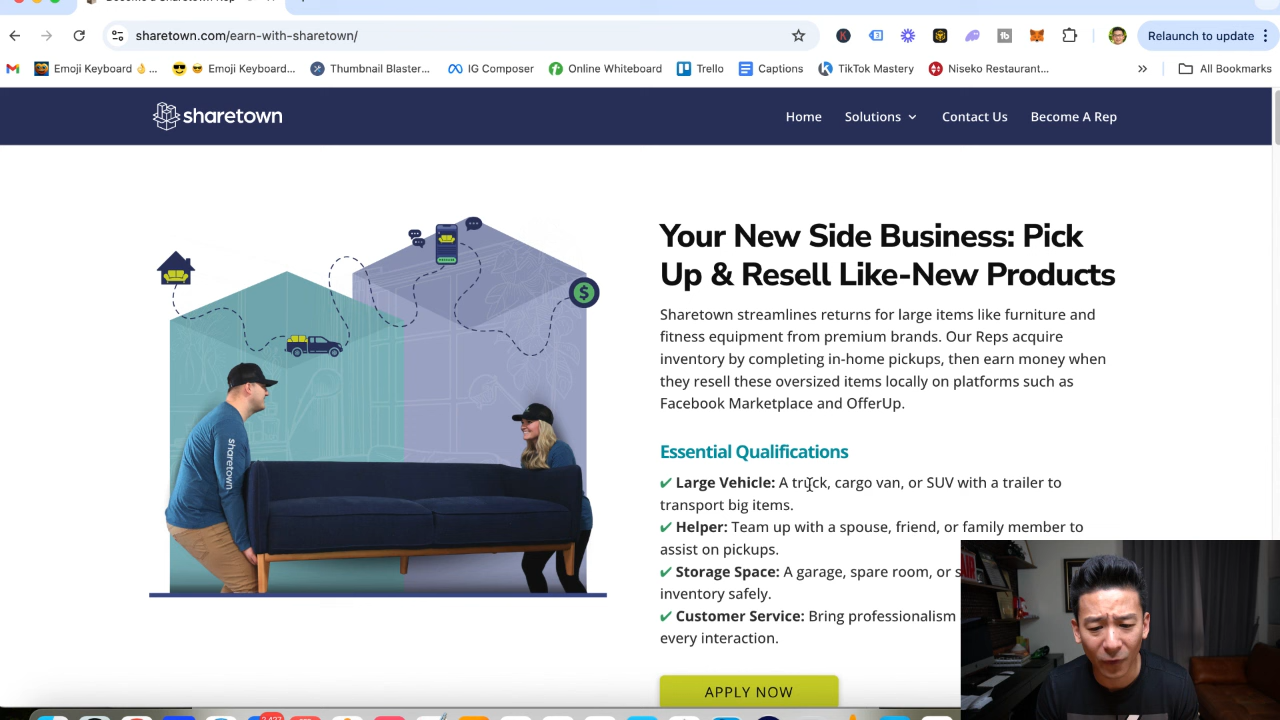 sharetown.com/earn-with-sharetown/
Relaunch to update
Emoji Keyboard
Emoji Keyboard...
Thumbnail Blaster...
IG Composer
Online Whiteboard
Trello
Captions
TikTok Mastery
Niseko Restaurant...
All Bookmarks
sharetown
Home
Solutions
Contact Us
Become A Rep
Your New Side Business: Pick
Up & Resell Like-New Products
Sharetown streamlines returns for large items like furniture and
fitness equipment from premium brands. Our Reps acquire
inventory by completing in-home pickups, then earn money when
they resell these oversized items locally on platforms such as
Facebook Marketplace and OfferUp.
Essential Qualifications
✔ Large Vehicle: A truck, cargo van, or SUV with a trailer to
transport big items.
✔ Helper: Team up with a spouse, friend, or family member to
assist on pickups.
✔ Storage Space: A garage, spare room, or
inventory safely.
✔ Customer Service: Bring professionalism
every interaction.
APPLY NOW
sharetown
$